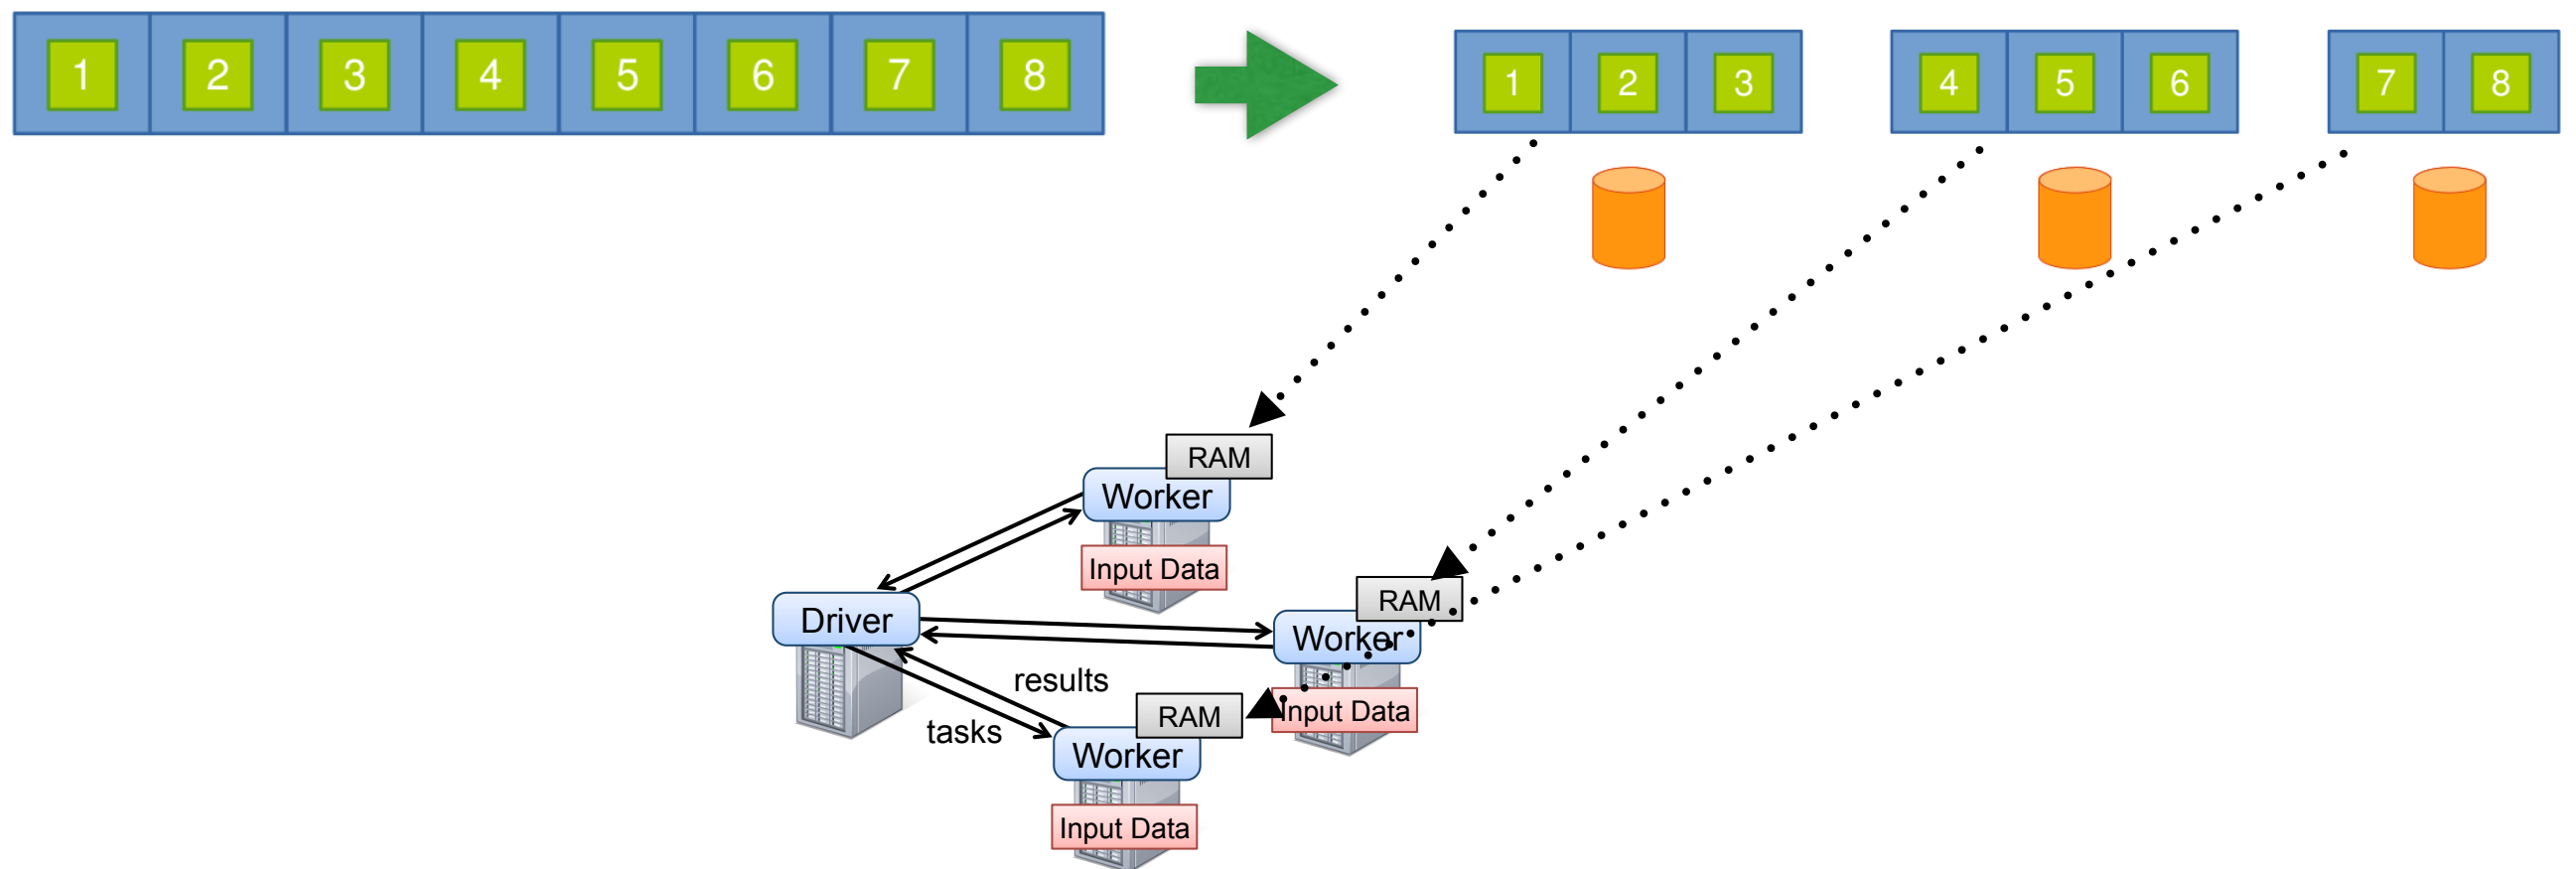 1 2 3 4 5 6 7 8
1 2 3
4 5 6
7 8
RAM
Worker
Input Data
RAM
Driver
Worker
results
RAM
Input Data
tasks
Worker
Input Data